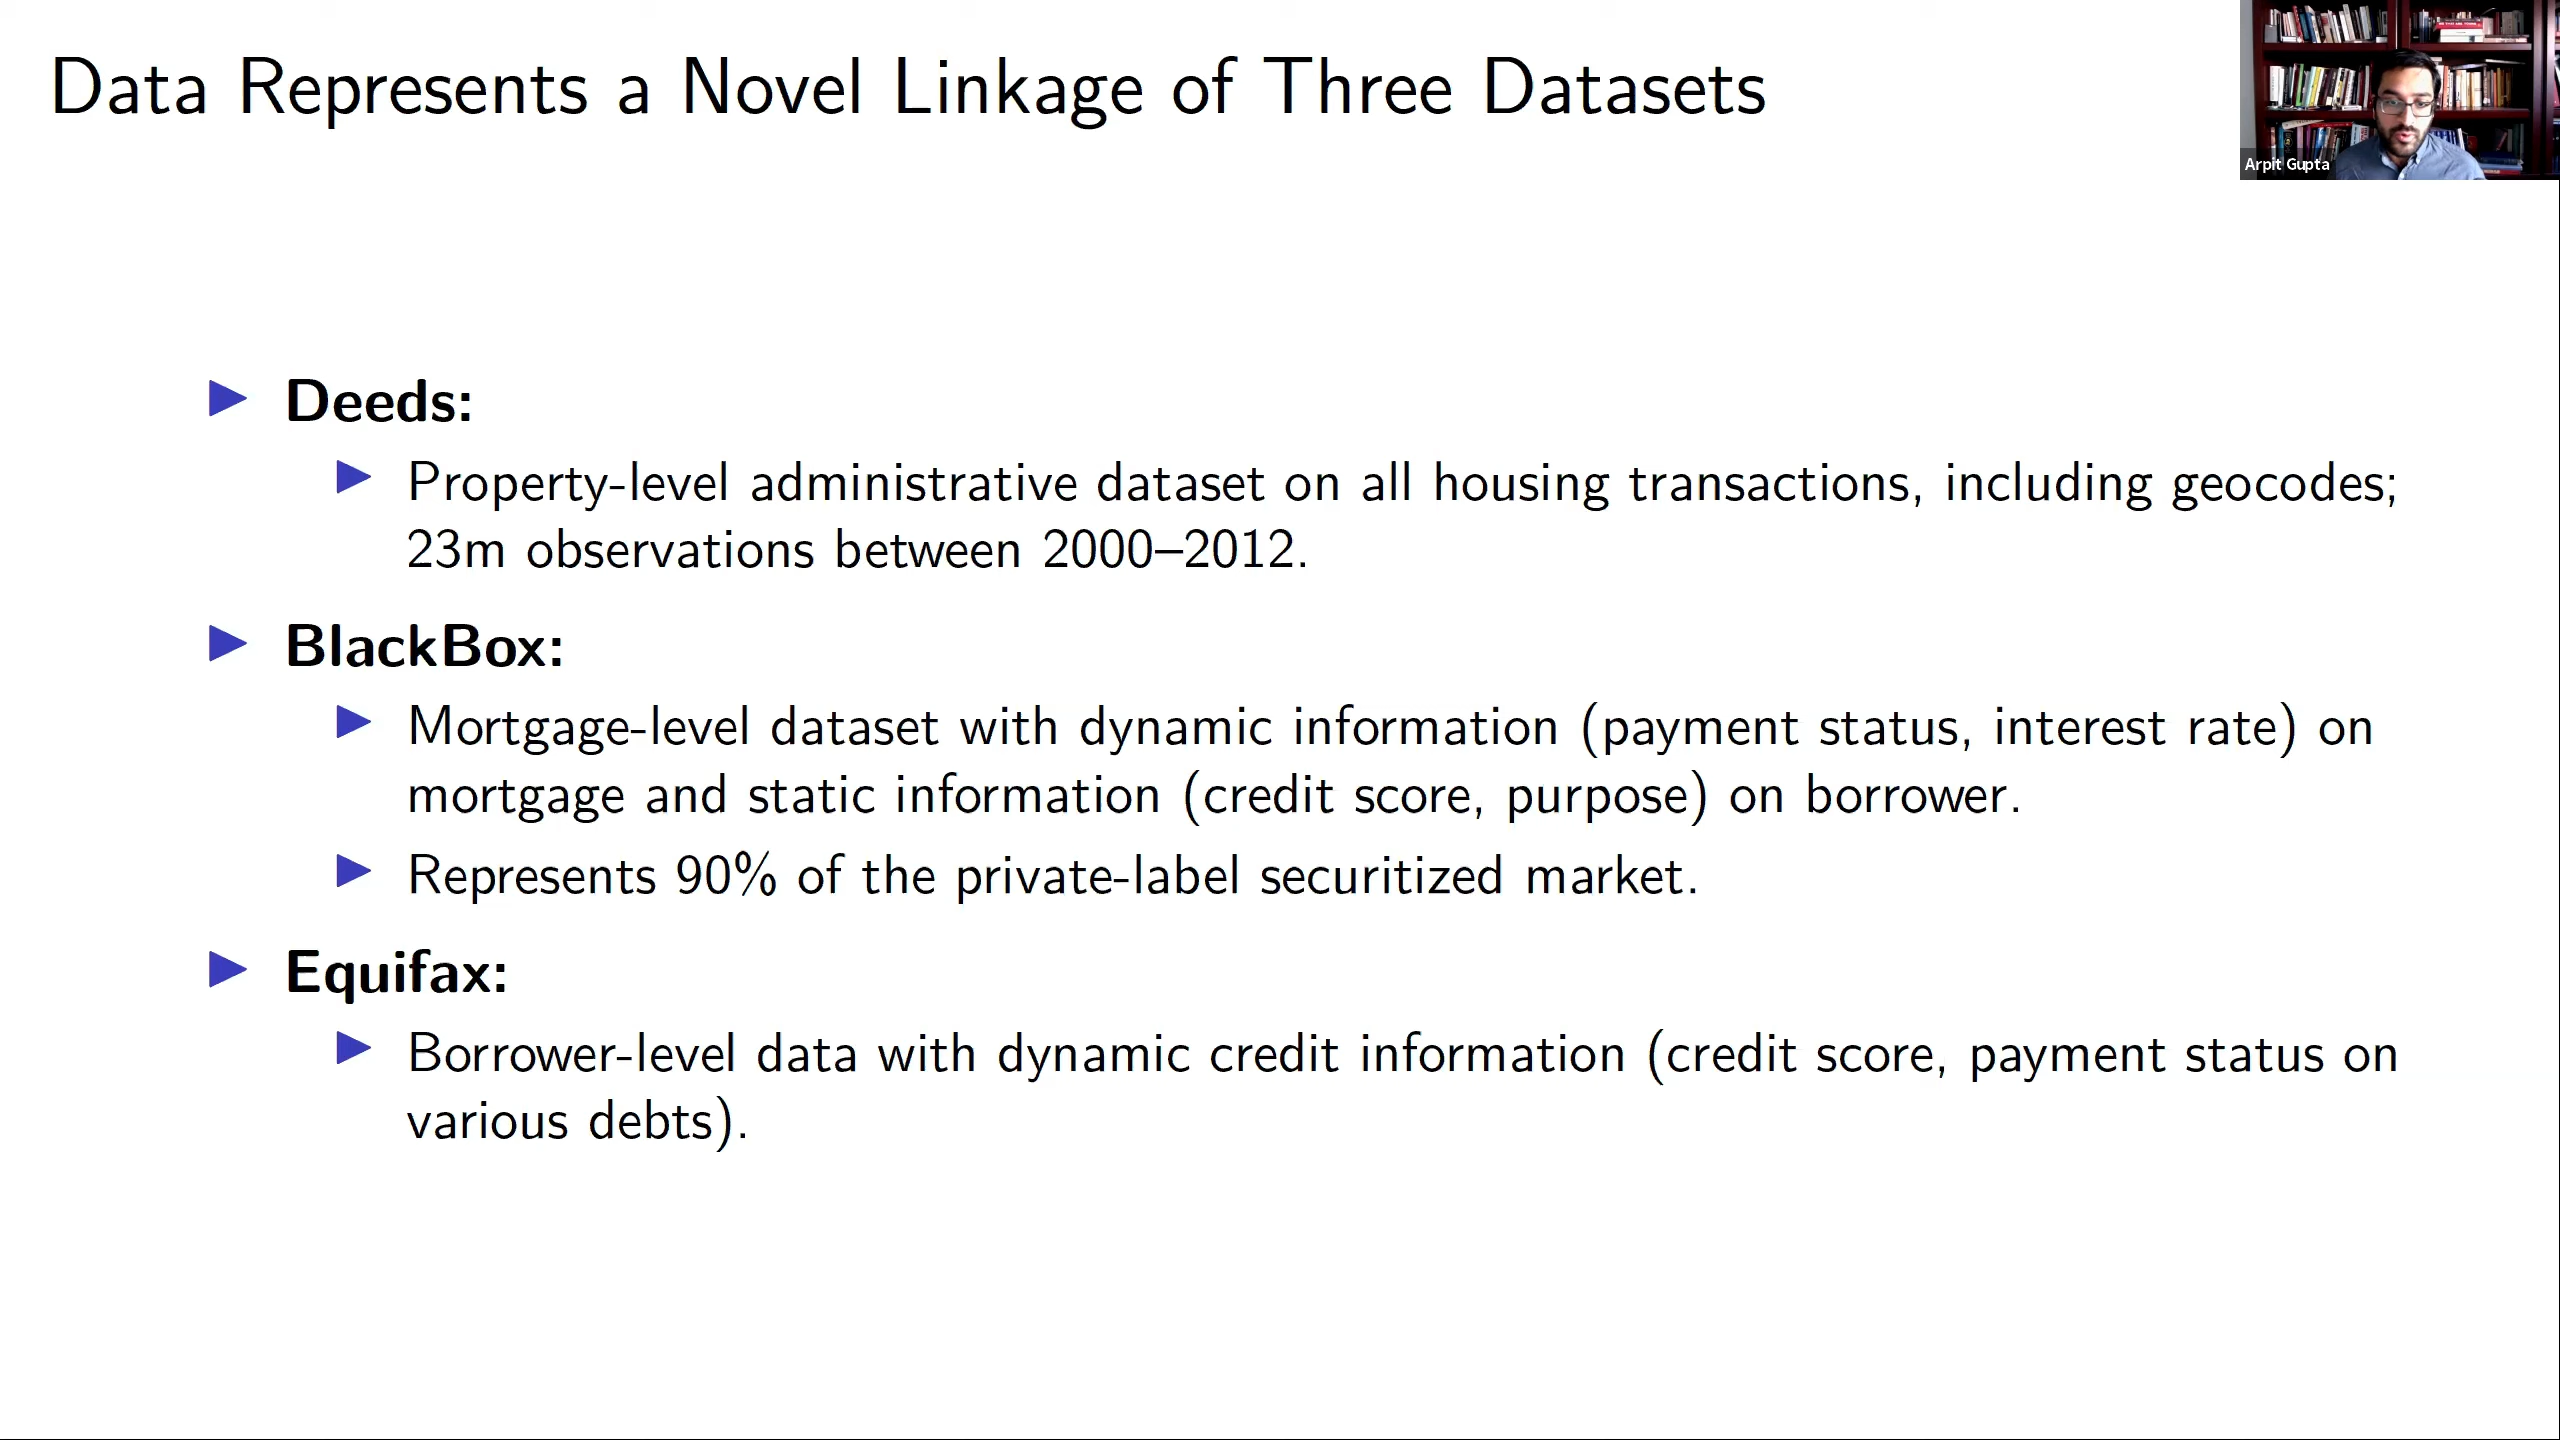 Data Represents a Novel Linkage of Three Datasets
Arpit Gupta
Deeds:
Property-level administrative dataset on all housing transactions, including geocodes;
23m observations between 2000–2012.
BlackBox:
Mortgage-level dataset with dynamic information (payment status, interest rate) on
mortgage and static information (credit score, purpose) on borrower.
Represents 90% of the private-label securitized market.
Equifax:
Borrower-level data with dynamic credit information (credit score, payment status on
various debts).